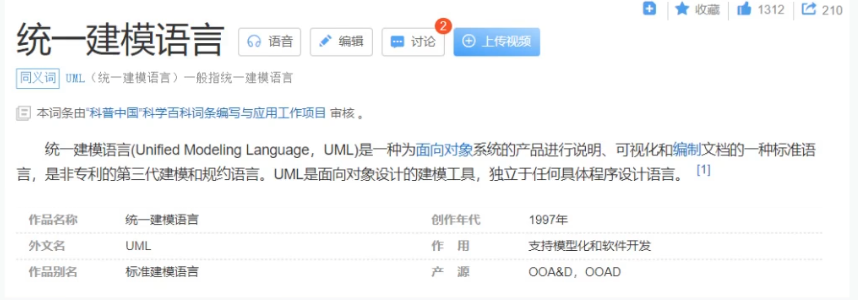 收藏 1312 210
统一建模语言 语音 编辑 讨论 2 上传视频
同义词 UML（统一建模语言）一般指统一建模语言
本词条由“科普中国”科学百科词条编写与应用工作项目 审核 。
统一建模语言(Unified Modeling Language，UML)是一种为面向对象系统的产品进行说明、可视化和编制文档的一种标准语
言，是非专利的第三代建模和规约语言。UML是面向对象设计的建模工具，独立于任何具体程序设计语言。 [1]
作品名称 统一建模语言 创作年代 1997年
外文名 UML 作 用 支持模型化和软件开发
作品别名 标准建模语言 产 源 OOA&D，OOAD